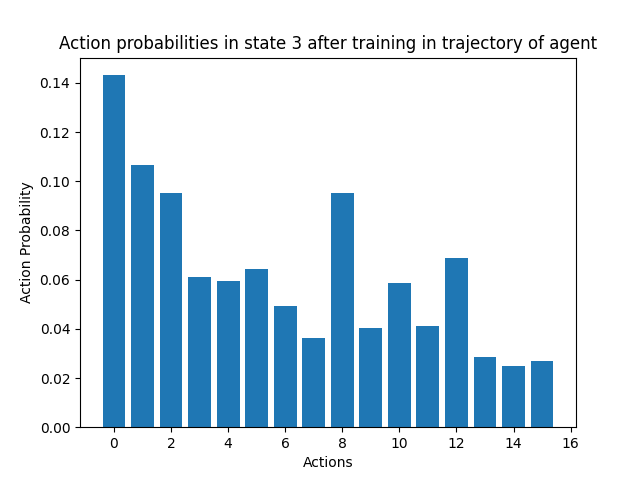 Action probabilities in state 3 after training in trajectory of agent
0.14
0.12
0.10
0.08
0.06
0.04
0.02
0.00
Action Probability
0 2 4 6 8 10 12 14 16
Actions